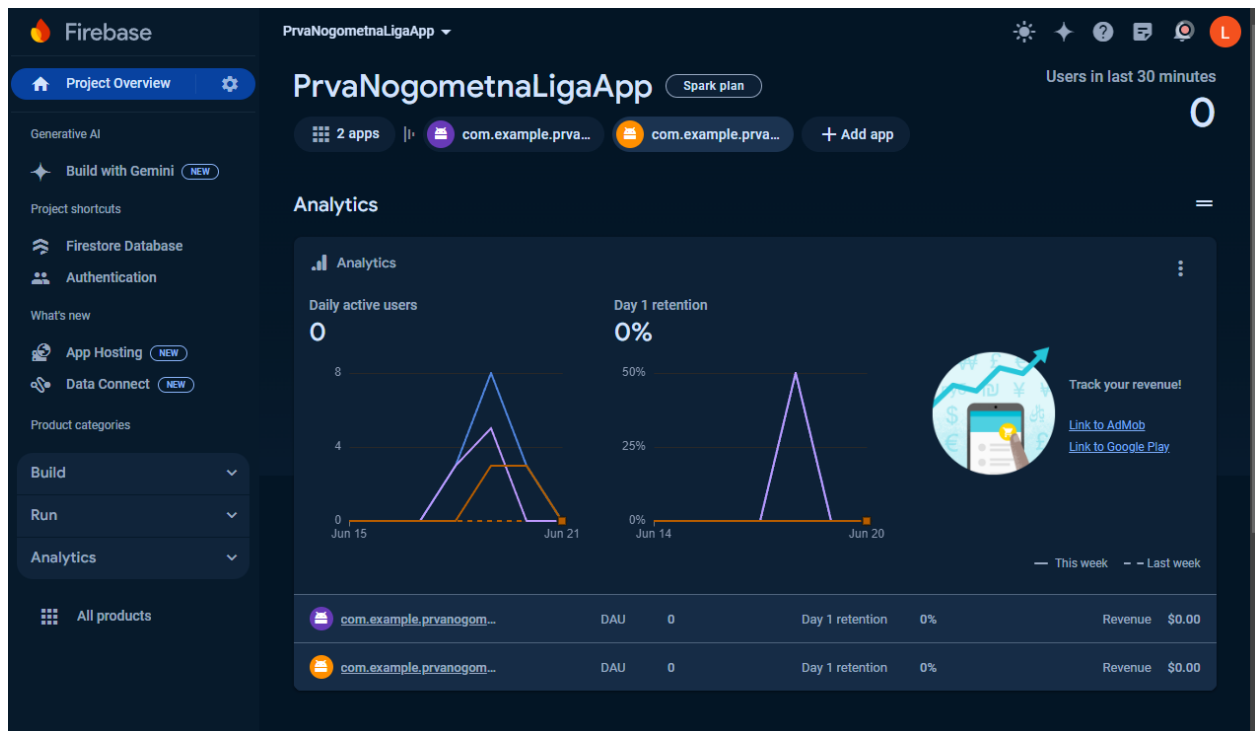 Firebase
PrvaNogometnaLigaApp
L
Project Overview
Generative AI
Build with Gemini NEW
Project shortcuts
Firestore Database
Authentication
What's new
App Hosting NEW
Data Connect NEW
Product categories
Build
Run
Analytics
All products
PrvaNogometnaLigaApp Spark plan
Users in last 30 minutes
0
2 apps com.example.prva... com.example.prva... + Add app
Analytics
Analytics
Daily active users
0
8
4
0
Jun 15 Jun 21
Day 1 retention
0%
50%
25%
0%
Jun 14 Jun 20
Track your revenue!
Link to AdMob
Link to Google Play
This week Last week
com.example.prvanogom... DAU 0 Day 1 retention 0% Revenue $0.00
com.example.prvanogom... DAU 0 Day 1 retention 0% Revenue $0.00